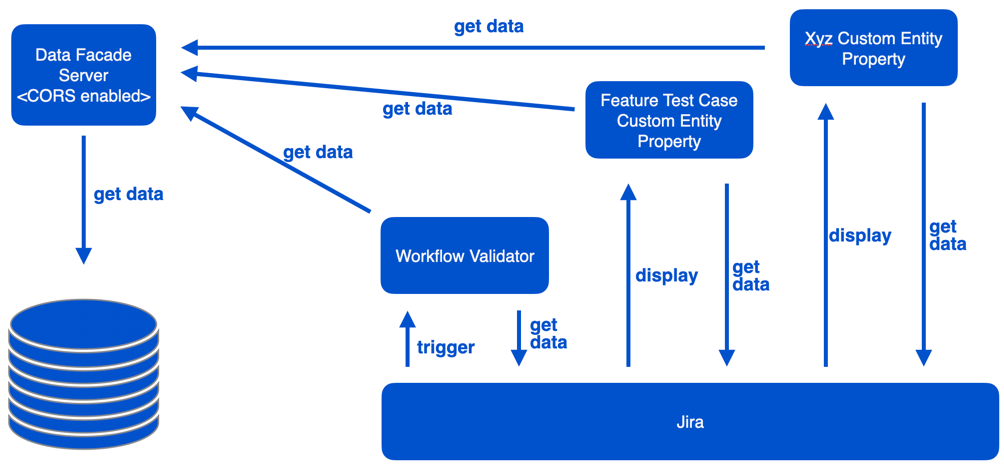 get data
Xyz Custom Entity
Property
Data Facade
Server
<CORS enabled>
Feature Test Case
Custom Entity
Property
get data
get data
get data
Workflow Validator
display
get
data
display
get
data
trigger
get
data
Jira